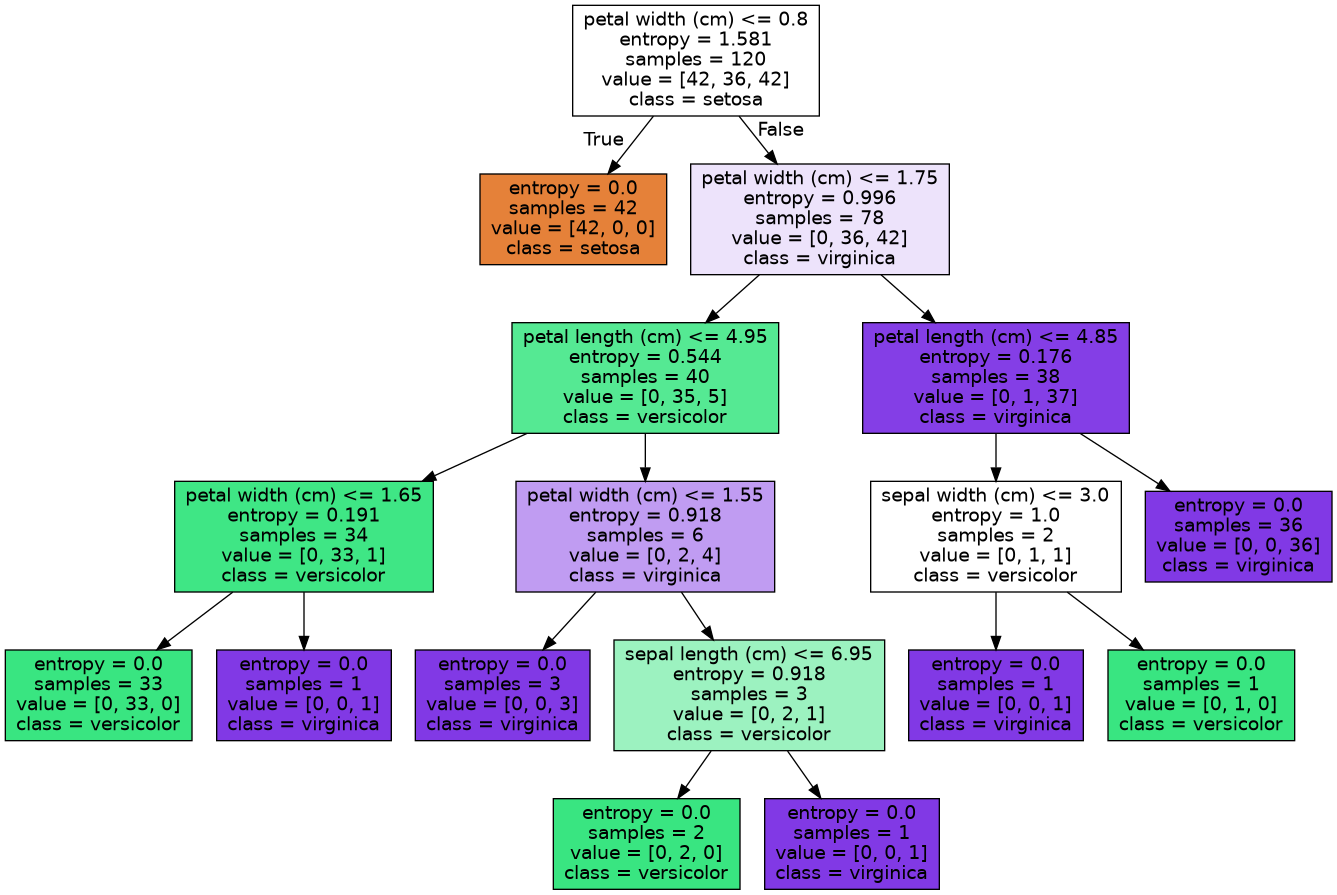 petal width (cm) <= 0.8
entropy = 1.581
samples = 120
value = [42, 36, 42]
class = setosa
True
False
entropy = 0.0
samples = 42
value = [42, 0, 0]
class = setosa
petal width (cm) <= 1.75
entropy = 0.996
samples = 78
value = [0, 36, 42]
class = virginica
petal length (cm) <= 4.95
entropy = 0.544
samples = 40
value = [0, 35, 5]
class = versicolor
petal length (cm) <= 4.85
entropy = 0.176
samples = 38
value = [0, 1, 37]
class = virginica
petal width (cm) <= 1.65
entropy = 0.191
samples = 34
value = [0, 33, 1]
class = versicolor
petal width (cm) <= 1.55
entropy = 0.918
samples = 6
value = [0, 2, 4]
class = virginica
sepal width (cm) <= 3.0
entropy = 1.0
samples = 2
value = [0, 1, 1]
class = versicolor
entropy = 0.0
samples = 36
value = [0, 0, 36]
class = virginica
entropy = 0.0
samples = 33
value = [0, 33, 0]
class = versicolor
entropy = 0.0
samples = 1
value = [0, 0, 1]
class = virginica
entropy = 0.0
samples = 3
value = [0, 0, 3]
class = virginica
sepal length (cm) <= 6.95
entropy = 0.918
samples = 3
value = [0, 2, 1]
class = versicolor
entropy = 0.0
samples = 1
value = [0, 0, 1]
class = virginica
entropy = 0.0
samples = 1
value = [0, 1, 0]
class = versicolor
entropy = 0.0
samples = 2
value = [0, 2, 0]
class = versicolor
entropy = 0.0
samples = 1
value = [0, 0, 1]
class = virginica